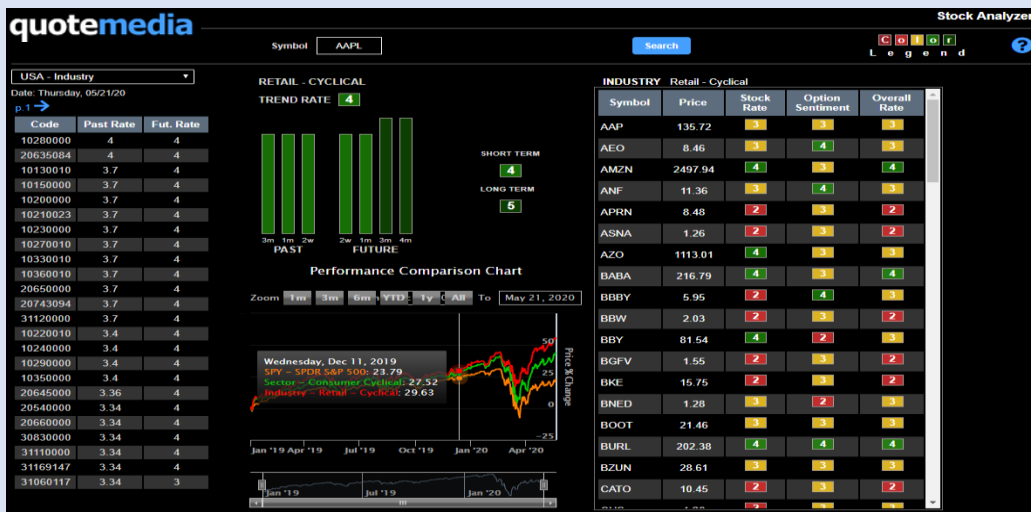 quotemedia
Stock Analyzer
Symbol AAPL Search
Color
Legend
?
USA - Industry
Date: Thursday, 05/21/20
p.1
Code Past Rate Fut. Rate
10280000 4 4
20635084 4 4
10130010 3.7 4
10150000 3.7 4
10200000 3.7 4
10210023 3.7 4
10230000 3.7 4
10270010 3.7 4
10330010 3.7 4
10360010 3.7 4
20650000 3.7 4
20743094 3.7 4
31120000 3.7 4
10220010 3.4 4
10240000 3.4 4
10290000 3.4 4
10350000 3.4 4
20645000 3.36 4
20540000 3.34 4
20660000 3.34 4
30830000 3.34 4
31110000 3.34 4
31169147 3.34 4
31060117 3.34 3
RETAIL - CYCLICAL
TREND RATE 4
SHORT TERM
4
LONG TERM
5
3m 1m 2w 2w 1m 3m 4m
PAST FUTURE
Performance Comparison Chart
Zoom 1m 3m 6m YTD 1y All To May 21, 2020
Wednesday, Dec 11, 2019
SPY - SPDR S&P 500: 23.79
Sector - Consumer Cyclical: 27.52
Industry - Retail - Cyclical: 29.63
50
25
0
-25
Price % Change
Jan '19 Apr '19 Jul '19 Oct '19 Jan '20 Apr '20
Jan '19 Jul '19 Jan '20
INDUSTRY Retail - Cyclical
Symbol Price Stock Rate Option Sentiment Overall Rate
AAP 135.72 3 3 3
AEO 8.46 3 4 3
AMZN 2497.94 4 3 4
ANF 11.36 3 4 3
APRN 8.48 2 3 2
ASNA 1.26 2 3 2
AZO 1113.01 4 3 3
BABA 216.79 4 3 4
BBBY 5.95 2 4 3
BBW 2.03 2 3 2
BBY 81.54 4 2 3
BGFV 1.55 2 3 2
BKE 15.75 2 3 2
BNED 1.28 3 2 3
BOOT 21.46 3 3 3
BURL 202.38 4 4 4
BZUN 28.61 3 3 3
CATO 10.45 2 3 2